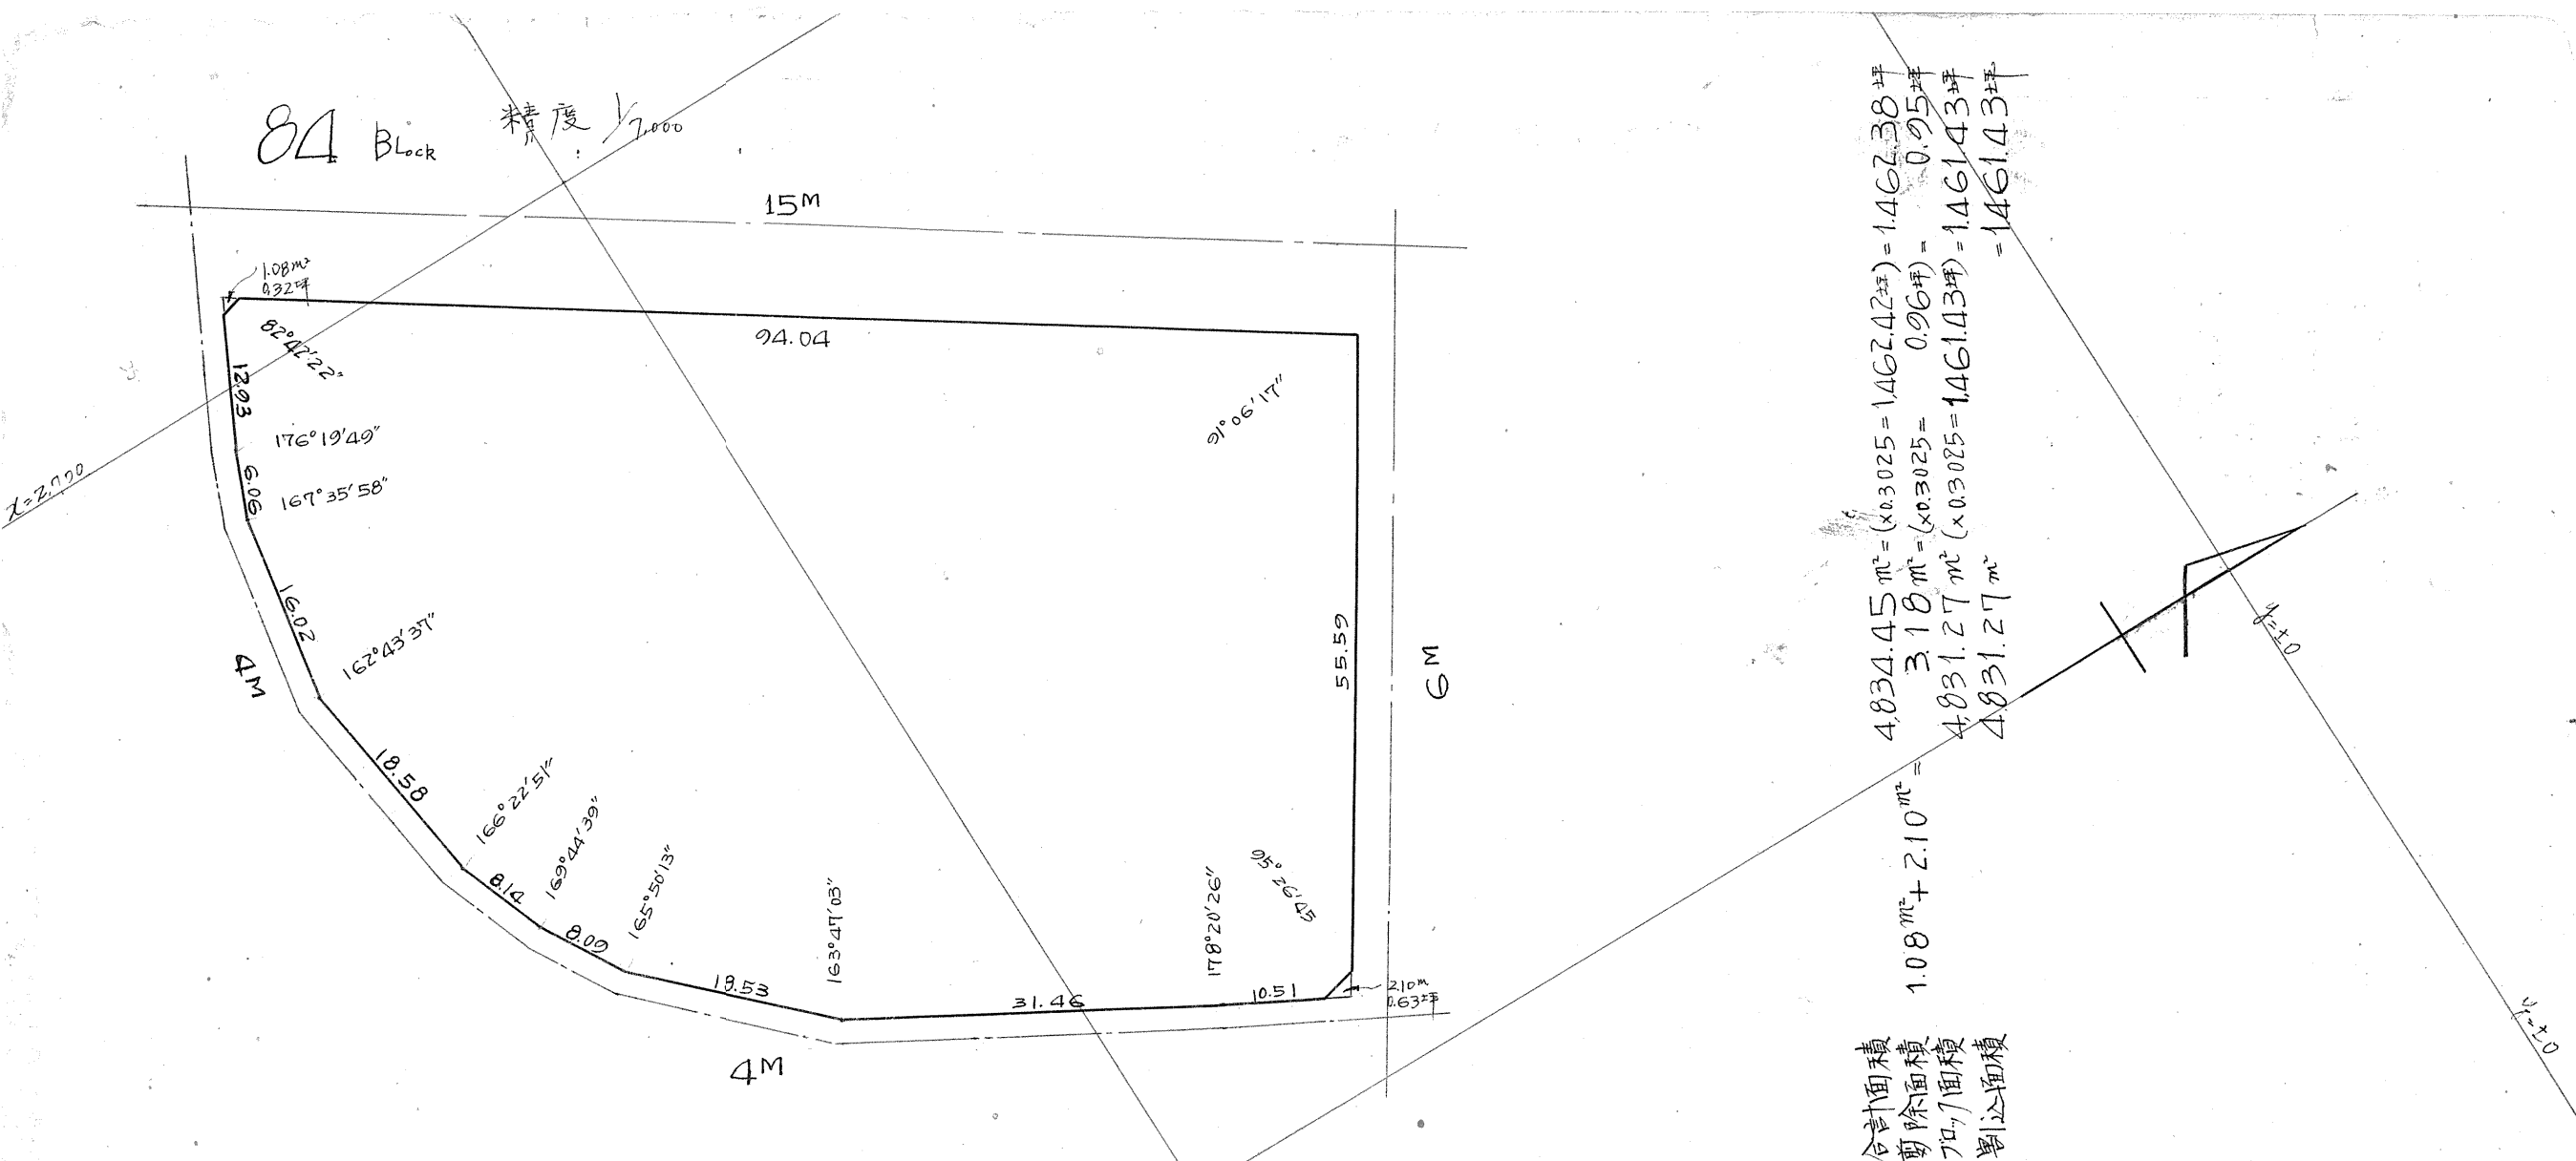 84 Block 精度 1/7,000
15M
1.08m²
0.32坪
94.04
82°42'22"
12.93
91°06'17"
176°19'49"
6.06
167°35'58"
x=2,700
16.02
162°43'37"
4M
55.59
6M
18.58
166°22'51"
8.14
169°44'39"
8.09
165°50'13"
18.53
163°47'03"
31.46
178°20'26"
10.51
95°29'45
2.10m
0.63坪
4M
合計面積 4,834.45m²=(×0.3025=1,462.42坪)=1.462.38坪
剪除面積 1.08m²+2.10m²= 3.18m²=(×0.3025= 0.96坪)= 0.95坪
ブロック面積 4,831.27m²(×0.3025=1,461.43坪)=1.461.43坪
割込面積 4.831.27m² =1.461.43坪
y=±0
y=±0